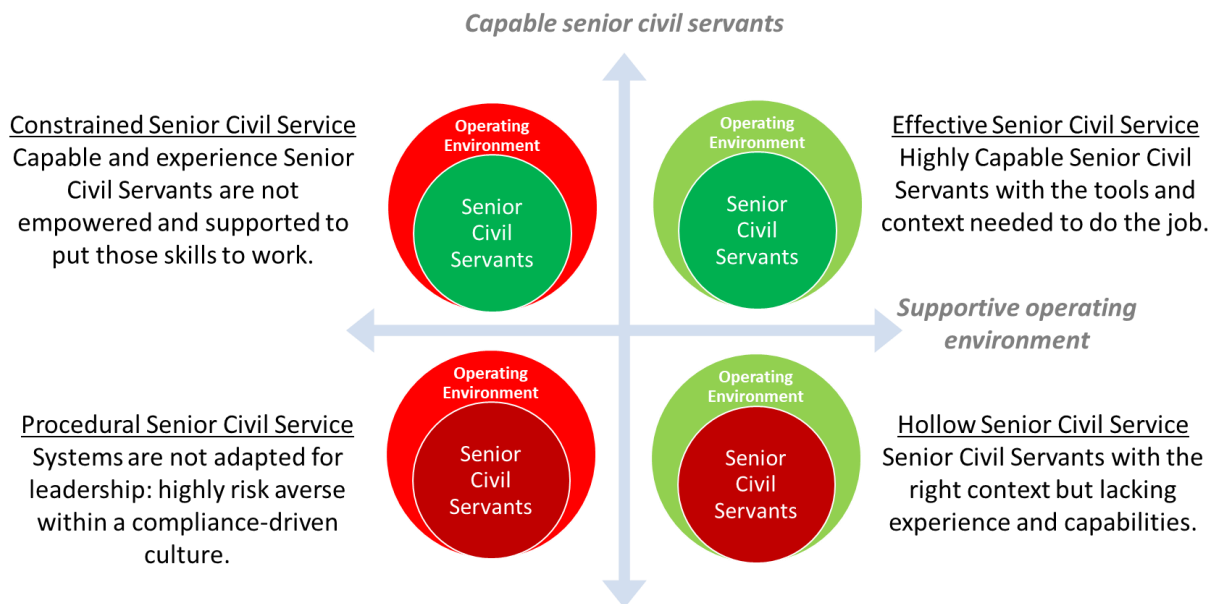 Capable senior civil servants
Constrained Senior Civil Service
Capable and experience Senior
Civil Servants are not
empowered and supported to
put those skills to work.
Operating
Environment
Senior
Civil
Servants
Operating
Environment
Senior
Civil
Servants
Effective Senior Civil Service
Highly Capable Senior Civil
Servants with the tools and
context needed to do the job.
Supportive operating
environment
Procedural Senior Civil Service
Systems are not adapted for
leadership: highly risk averse
within a compliance-driven
culture.
Operating
Environment
Senior
Civil
Servants
Operating
Environment
Senior
Civil
Servants
Hollow Senior Civil Service
Senior Civil Servants with the
right context but lacking
experience and capabilities.